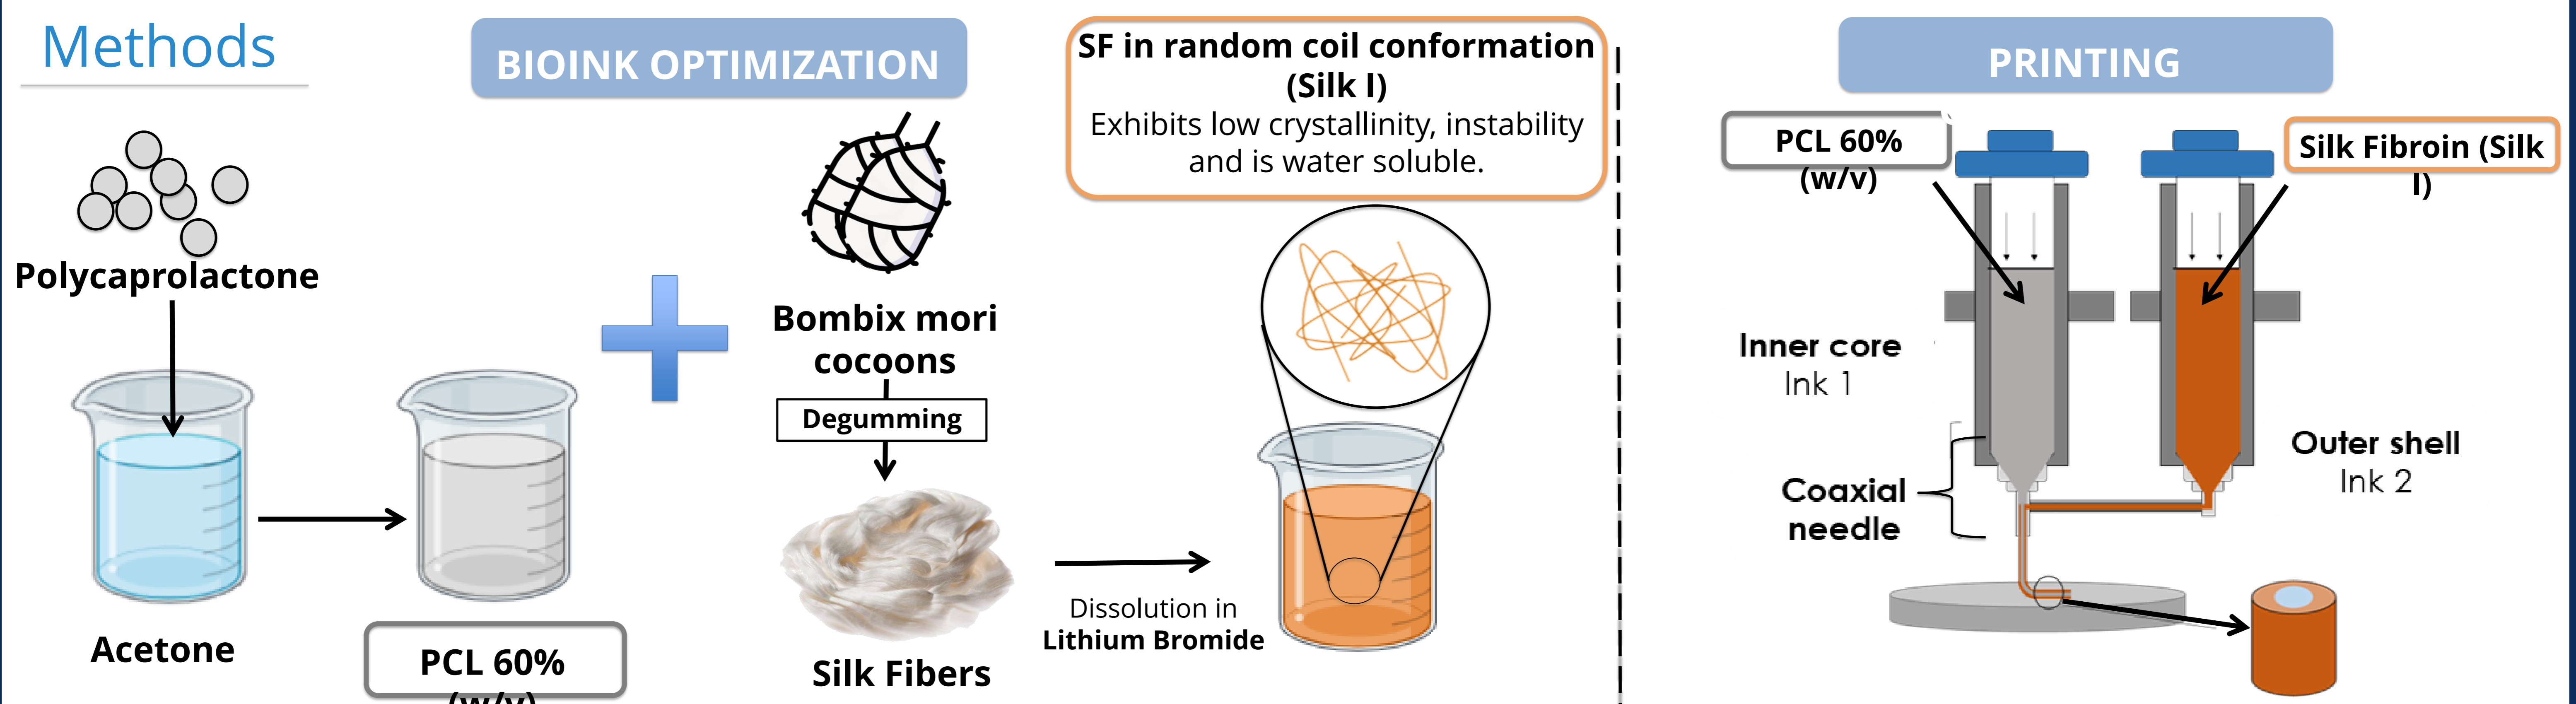 Methods
BIOINK OPTIMIZATION
Polycaprolactone
Acetone
PCL 60%
(w/v)
Bombix mori
cocoons
Degumming
Silk Fibers
Dissolution in
Lithium Bromide
SF in random coil conformation
(Silk I)
Exhibits low crystallinity, instability
and is water soluble.
PRINTING
PCL 60%
(w/v)
Silk Fibroin (Silk
I)
Inner core
Ink 1
Coaxial
needle
Outer shell
Ink 2